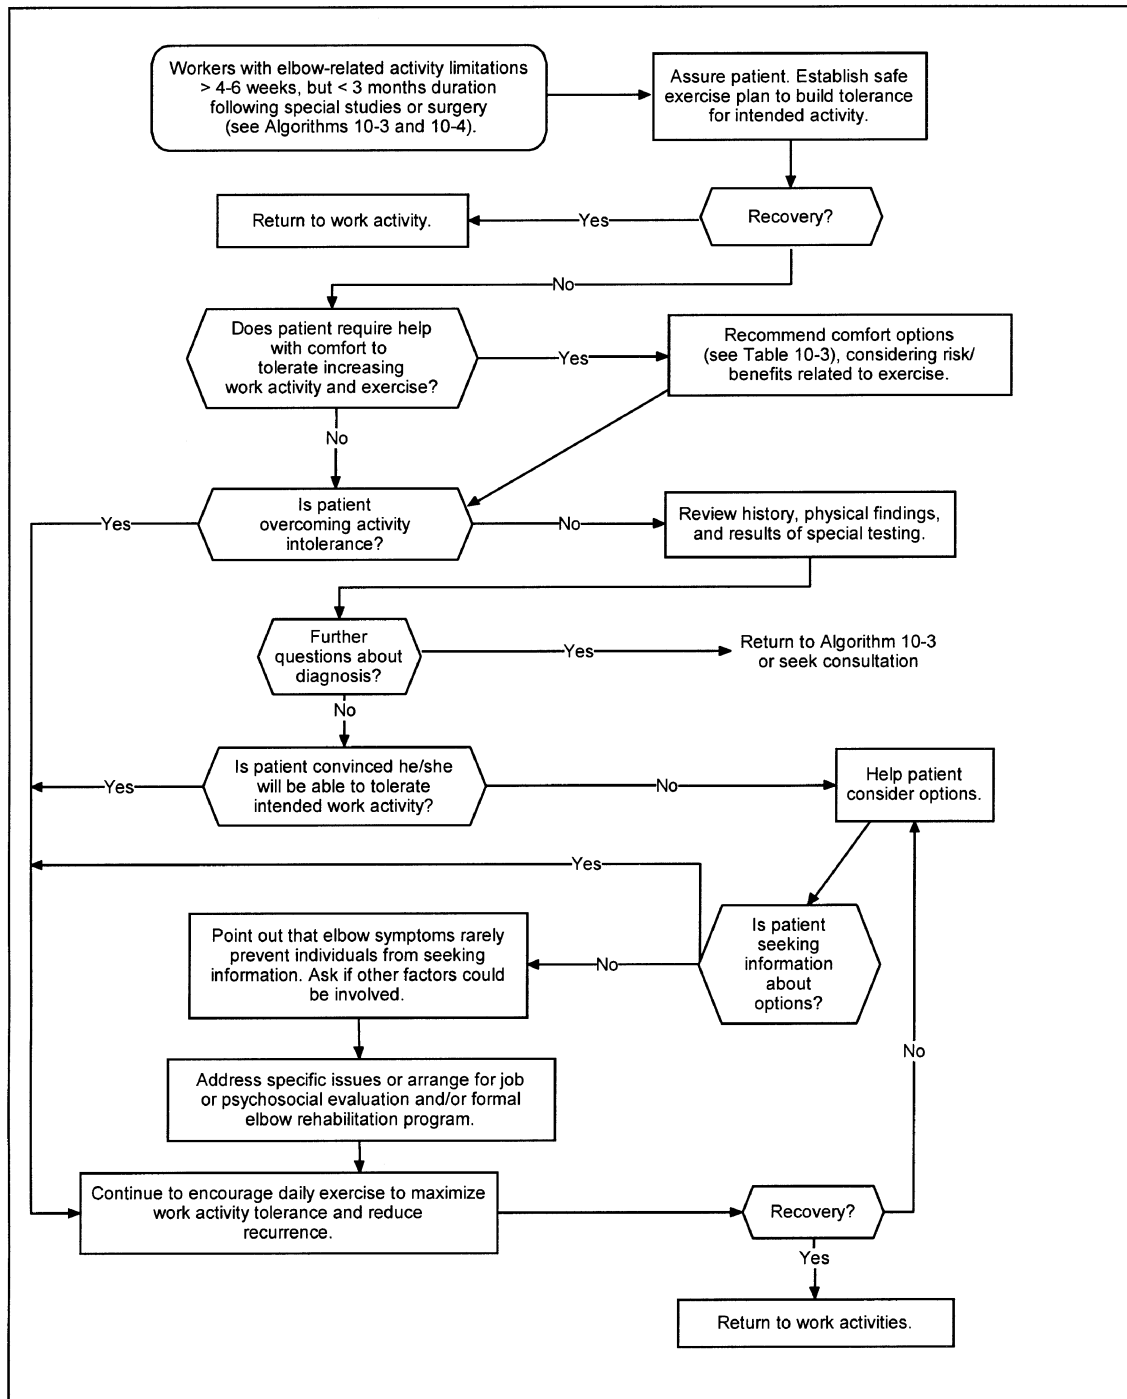 Workers with elbow-related activity limitations
> 4-6 weeks, but < 3 months duration
following special studies or surgery
(see Algorithms 10-3 and 10-4).
Assure patient. Establish safe
exercise plan to build tolerance
for intended activity.
Return to work activity.
Yes
Recovery?
No
Does patient require help
with comfort to
tolerate increasing
work activity and exercise?
Yes
Recommend comfort options
(see Table 10-3), considering risk/
benefits related to exercise.
No
Yes
Is patient
overcoming activity
intolerance?
No
Review history, physical findings,
and results of special testing.
Further
questions about
diagnosis?
Yes
Return to Algorithm 10-3
or seek consultation
No
Yes
Is patient convinced he/she
will be able to tolerate
intended work activity?
No
Help patient
consider options.
Yes
Point out that elbow symptoms rarely
prevent individuals from seeking
information. Ask if other factors could
be involved.
No
Is patient
seeking
information
about
options?
No
Address specific issues or arrange for job
or psychosocial evaluation and/or formal
elbow rehabilitation program.
Continue to encourage daily exercise to maximize
work activity tolerance and reduce
recurrence.
Recovery?
Yes
Return to work activities.